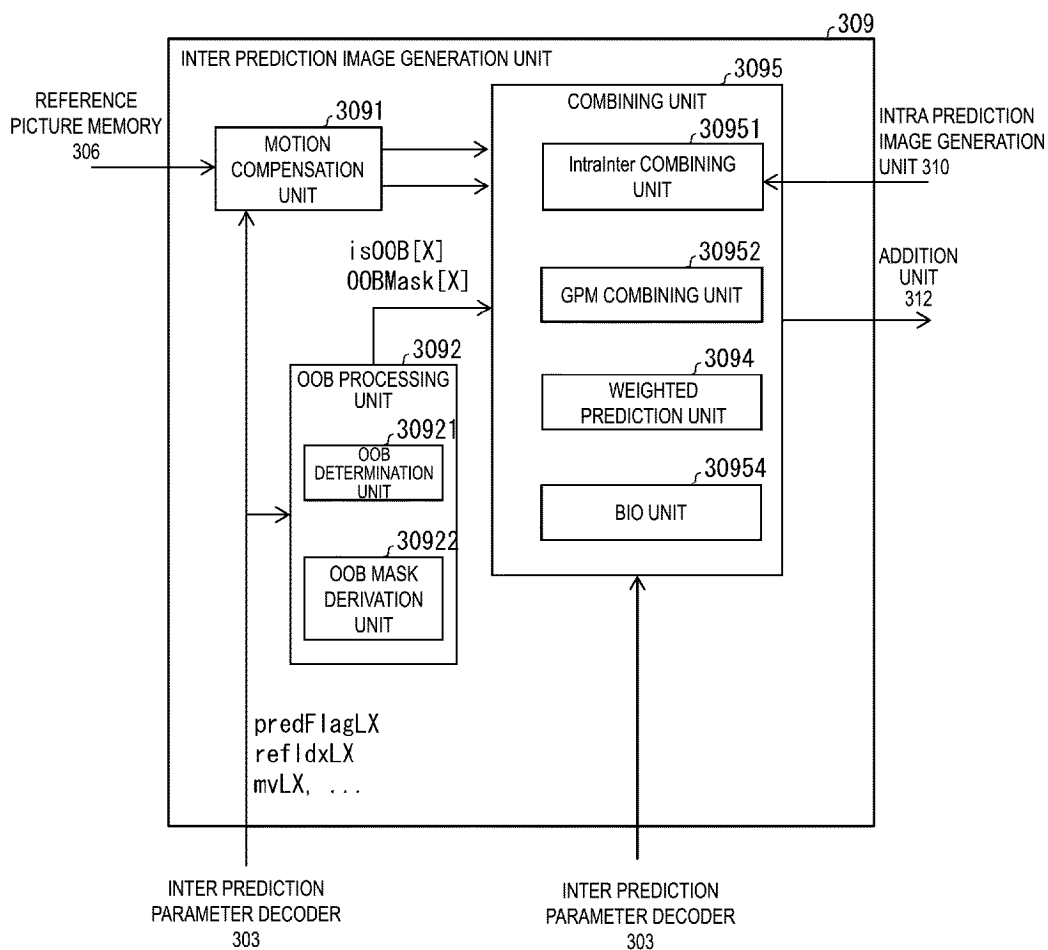 309
INTER PREDICTION IMAGE GENERATION UNIT
3095
COMBINING UNIT
REFERENCE
PICTURE MEMORY
306
3091
MOTION
COMPENSATION
UNIT
30951
IntraInter COMBINING
UNIT
INTRA PREDICTION
IMAGE GENERATION
UNIT 310
isOOB[X]
OOBMask[X]
30952
GPM COMBINING UNIT
ADDITION
UNIT
312
3092
OOB PROCESSING
UNIT
3094
WEIGHTED
PREDICTION UNIT
30921
OOB
DETERMINATION
UNIT
30954
BIO UNIT
30922
OOB MASK
DERIVATION
UNIT
predFlagLX
refIdxLX
mvLX, ...
INTER PREDICTION
PARAMETER DECODER
303
INTER PREDICTION
PARAMETER DECODER
303